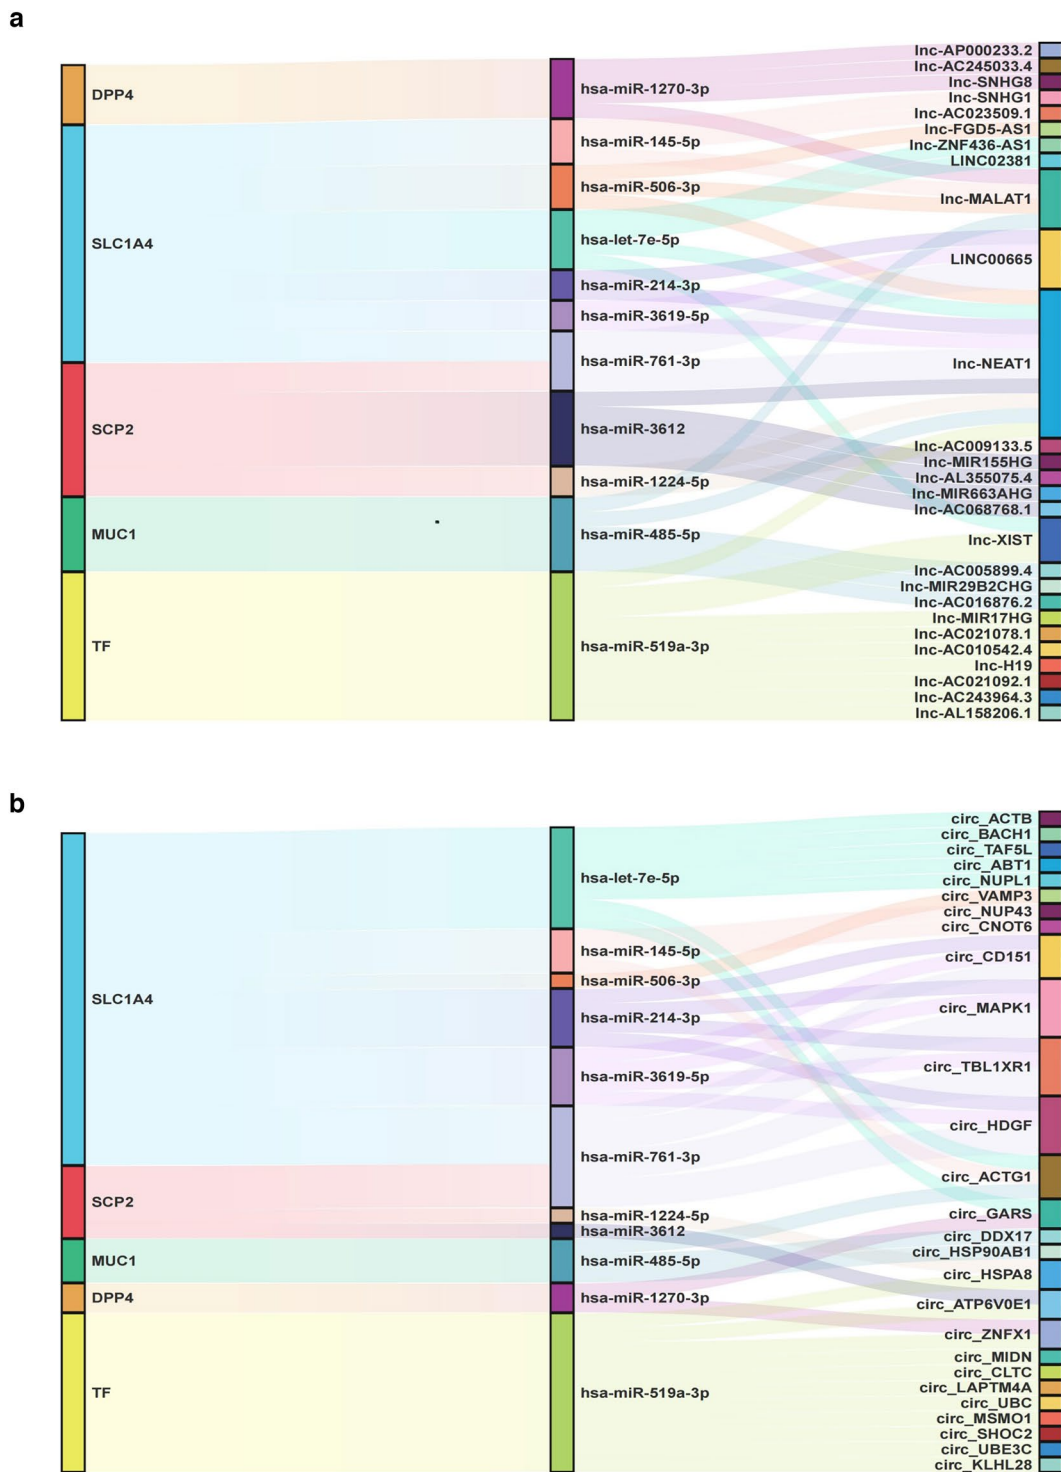 a
DPP4
SLC1A4
SCP2
MUC1
TF
hsa-miR-1270-3p
hsa-miR-145-5p
hsa-miR-506-3p
hsa-let-7e-5p
hsa-miR-214-3p
hsa-miR-3619-5p
hsa-miR-761-3p
hsa-miR-3612
hsa-miR-1224-5p
hsa-miR-485-5p
hsa-miR-519a-3p
lnc-AP000233.2
lnc-AC245033.4
lnc-SNHG8
lnc-SNHG1
lnc-AC023509.1
lnc-FGD5-AS1
lnc-ZNF436-AS1
LINC02381
lnc-MALAT1
LINC00665
lnc-NEAT1
lnc-AC009133.5
lnc-MIR155HG
lnc-AL355075.4
lnc-MIR663AHG
lnc-AC068768.1
lnc-XIST
lnc-AC005899.4
lnc-MIR29B2CHG
lnc-AC016876.2
lnc-MIR17HG
lnc-AC021078.1
lnc-AC010542.4
lnc-H19
lnc-AC021092.1
lnc-AC243964.3
lnc-AL158206.1
b
SLC1A4
SCP2
MUC1
DPP4
TF
hsa-let-7e-5p
hsa-miR-145-5p
hsa-miR-506-3p
hsa-miR-214-3p
hsa-miR-3619-5p
hsa-miR-761-3p
hsa-miR-1224-5p
hsa-miR-3612
hsa-miR-485-5p
hsa-miR-1270-3p
hsa-miR-519a-3p
circ_ACTB
circ_BACH1
circ_TAF5L
circ_ABT1
circ_NUPL1
circ_VAMP3
circ_NUP43
circ_CNOT6
circ_CD151
circ_MAPK1
circ_TBL1XR1
circ_HDGF
circ_ACTG1
circ_GARS
circ_DDX17
circ_HSP90AB1
circ_HSPA8
circ_ATP6V0E1
circ_ZNFX1
circ_MIDN
circ_CLTC
circ_LAPTM4A
circ_UBC
circ_MSMO1
circ_SHOC2
circ_UBE3C
circ_KLHL28